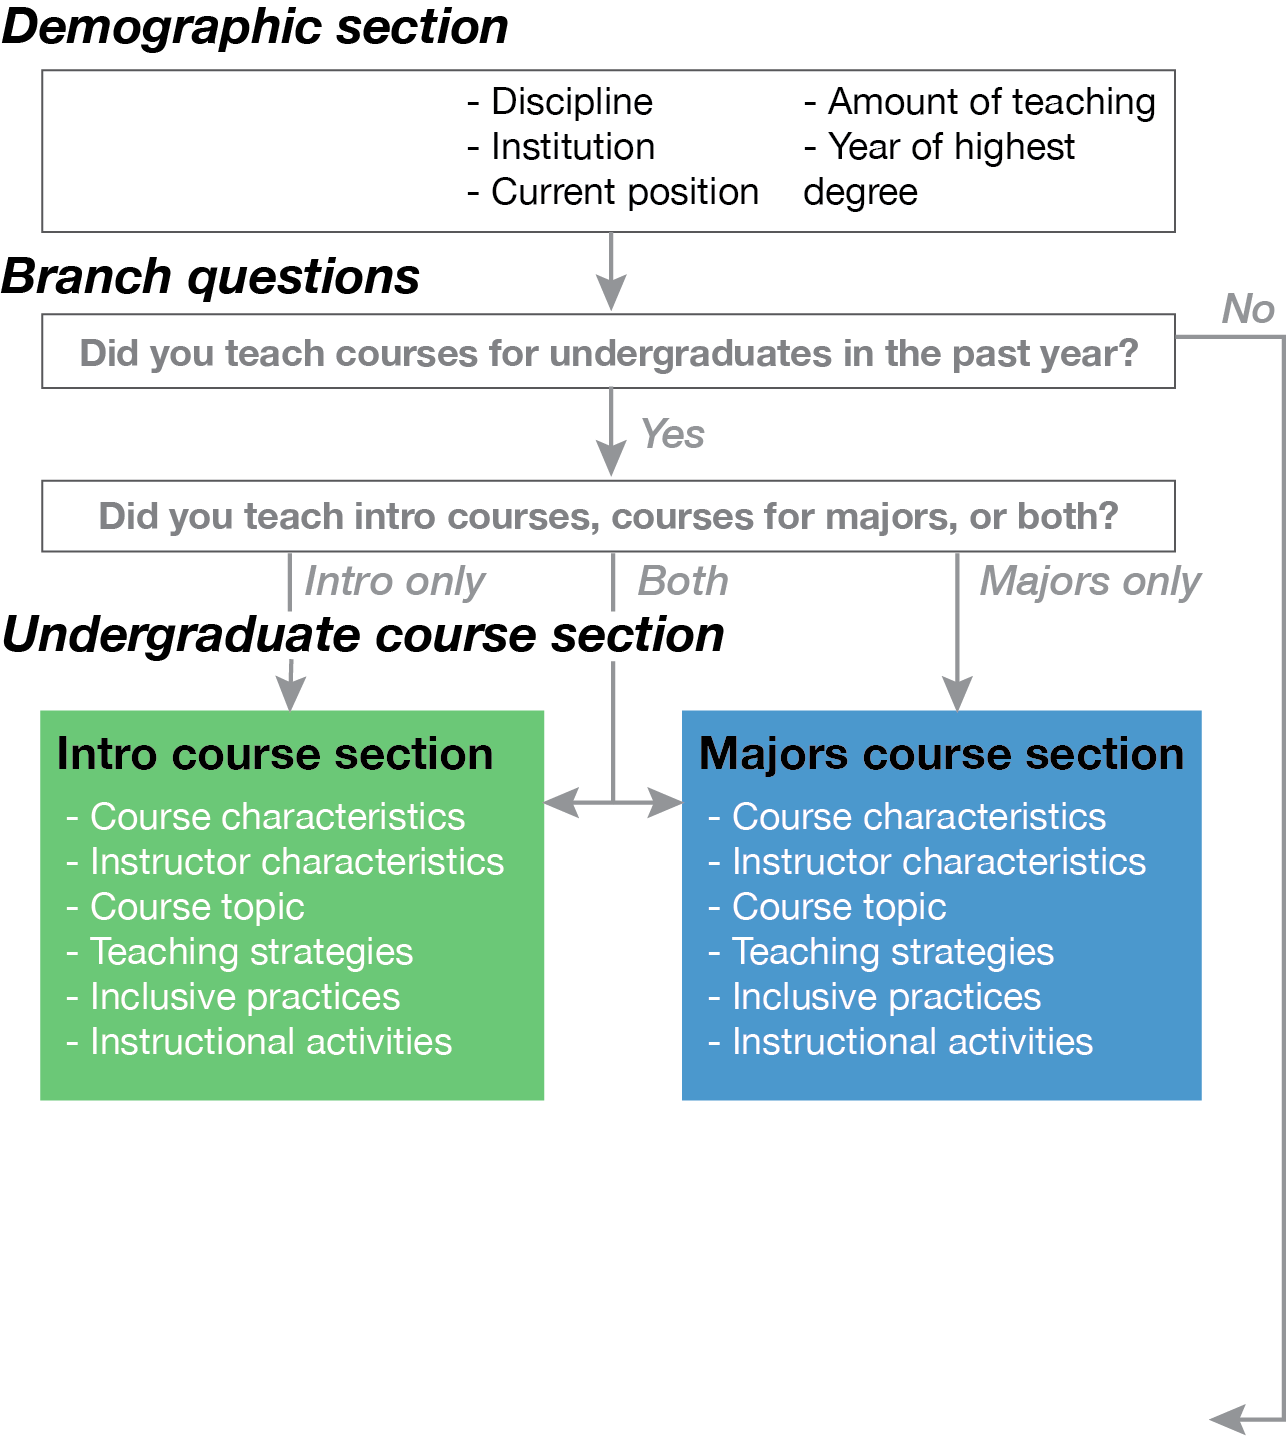 Demographic section
- Discipline
- Institution
- Current position
- Amount of teaching
- Year of highest
degree
Branch questions
No
Did you teach courses for undergraduates in the past year?
Yes
Did you teach intro courses, courses for majors, or both?
Intro only
Both
Majors only
Undergraduate course section
Intro course section
- Course characteristics
- Instructor characteristics
- Course topic
- Teaching strategies
- Inclusive practices
- Instructional activities
Majors course section
- Course characteristics
- Instructor characteristics
- Course topic
- Teaching strategies
- Inclusive practices
- Instructional activities